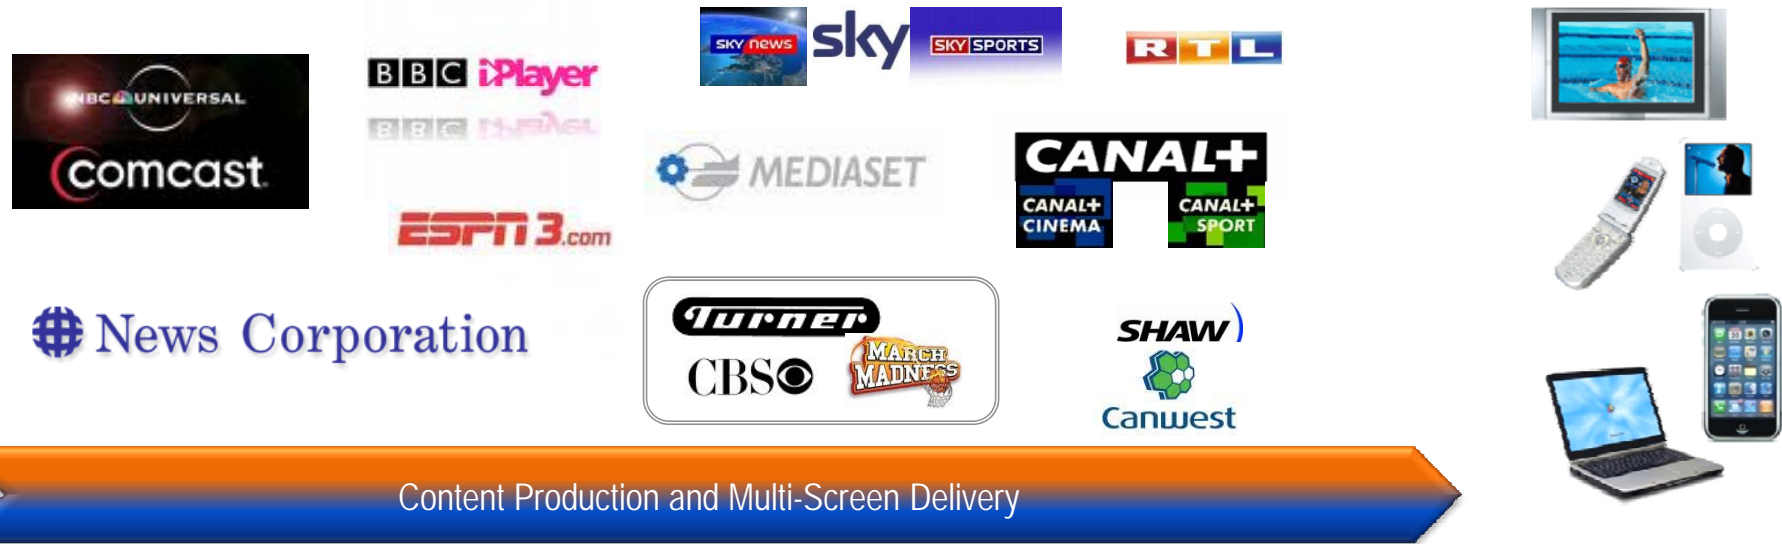 NBC UNIVERSAL
comcast.
BBC iPlayer
ESPN3.com
sky news
sky
SKY SPORTS
RTL
MEDIASET
CANAL+
CANAL+
CINEMA
CANAL+
SPORT
News Corporation
Turner
CBS
MARCH
MADNESS
SHAW)
Canwest
Content Production and Multi-Screen Delivery